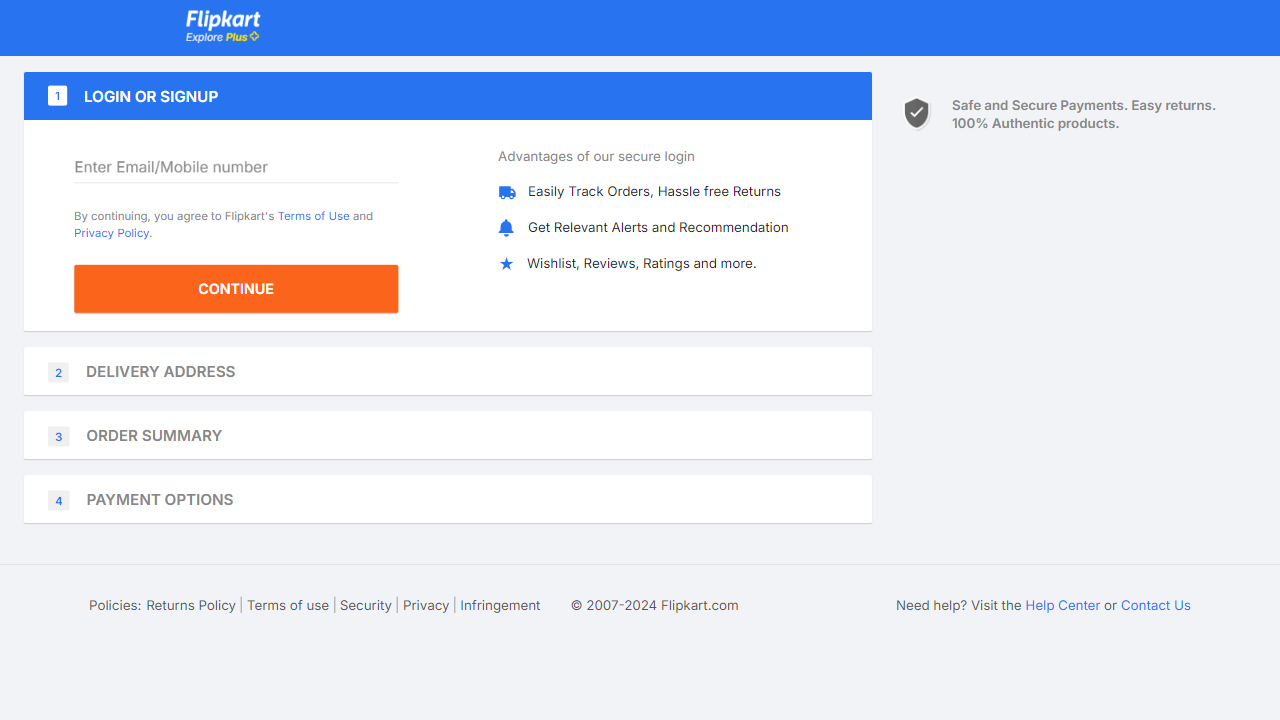 Flipkart
Explore Plus
1 LOGIN OR SIGNUP
Enter Email/Mobile number
By continuing, you agree to Flipkart's Terms of Use and
Privacy Policy.
CONTINUE
Advantages of our secure login
Easily Track Orders, Hassle free Returns
Get Relevant Alerts and Recommendation
Wishlist, Reviews, Ratings and more.
Safe and Secure Payments. Easy returns.
100% Authentic products.
2 DELIVERY ADDRESS
3 ORDER SUMMARY
4 PAYMENT OPTIONS
Policies: Returns Policy | Terms of use | Security | Privacy | Infringement © 2007-2024 Flipkart.com Need help? Visit the Help Center or Contact Us